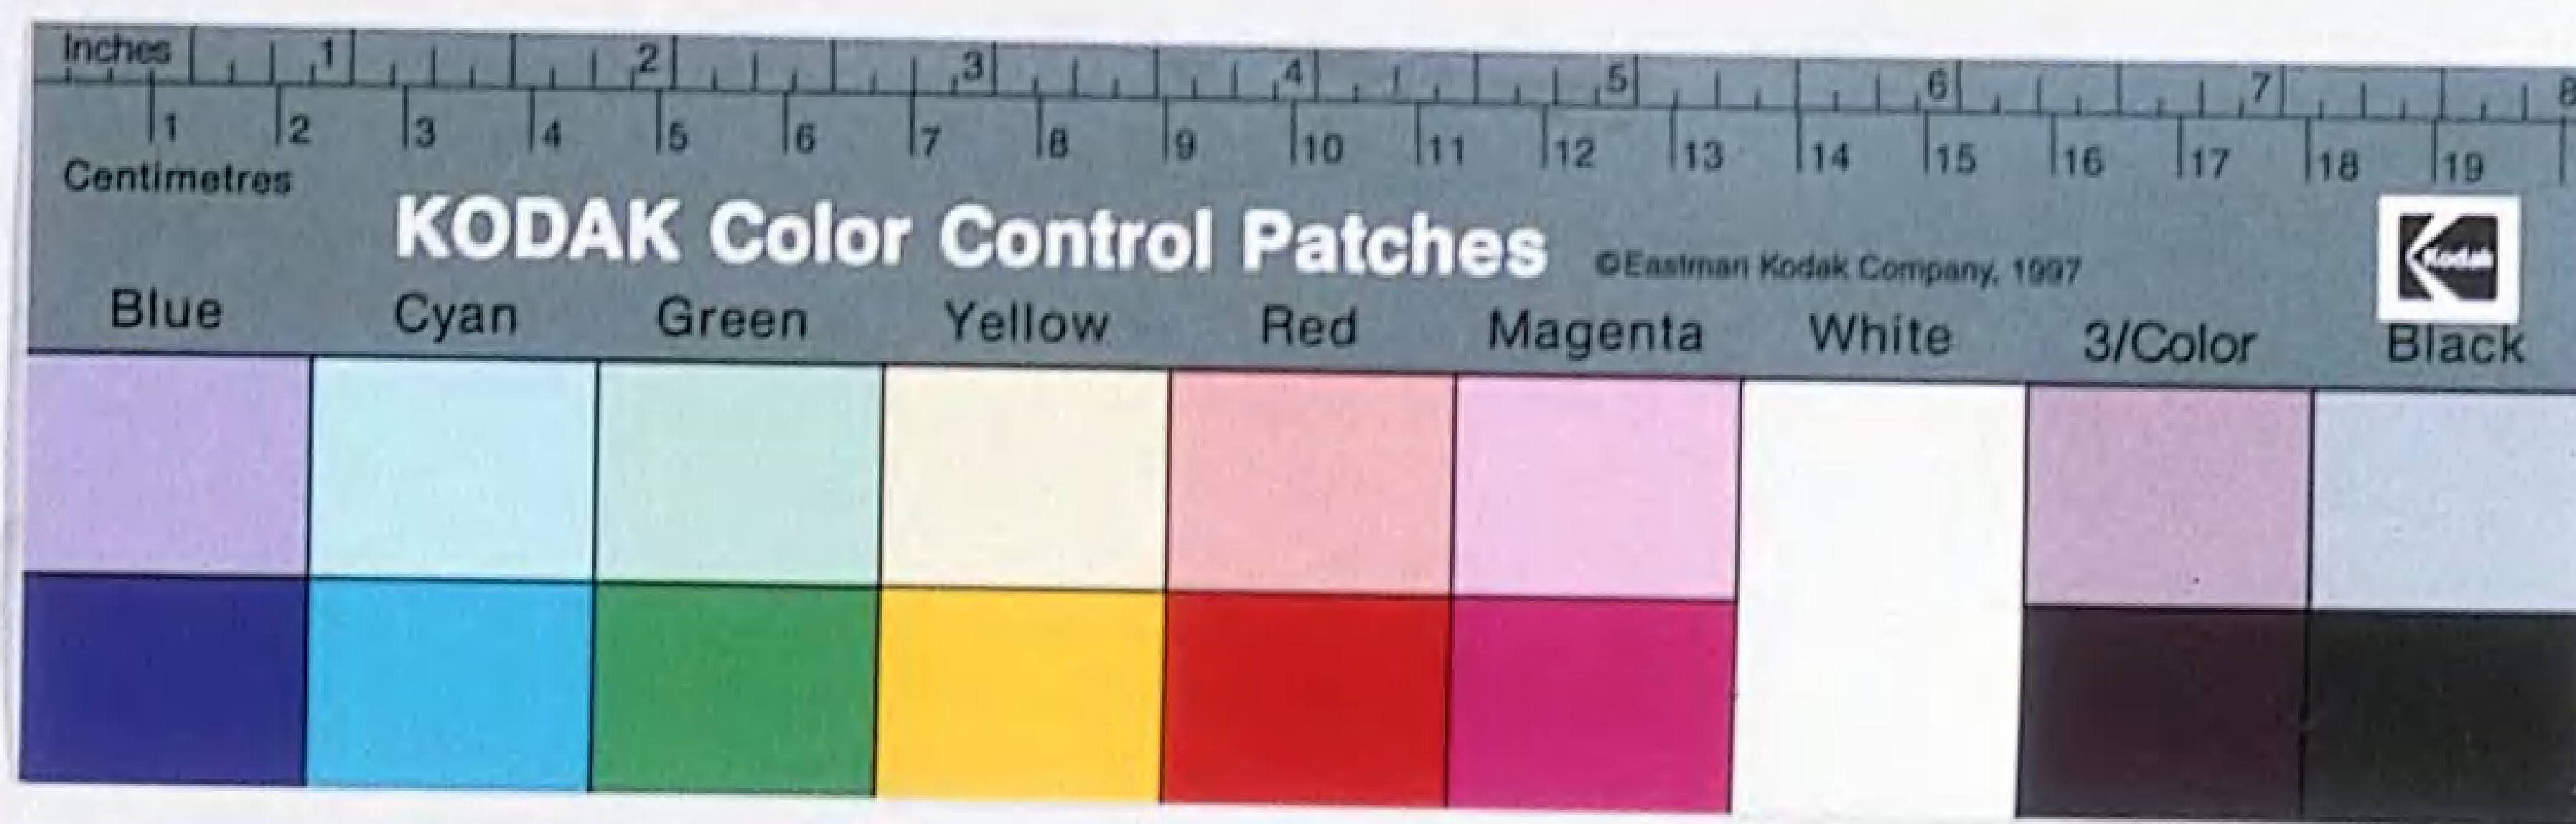 Inches 1 2 3 4 5 6 7 8
1 2 3 4 5 6 7 8 9 10 11 12 13 14 15 16 17 18 19
Centimetres
KODAK Color Control Patches ©Eastman Kodak Company, 1997 Kodak
Blue Cyan Green Yellow Red Magenta White 3/Color Black